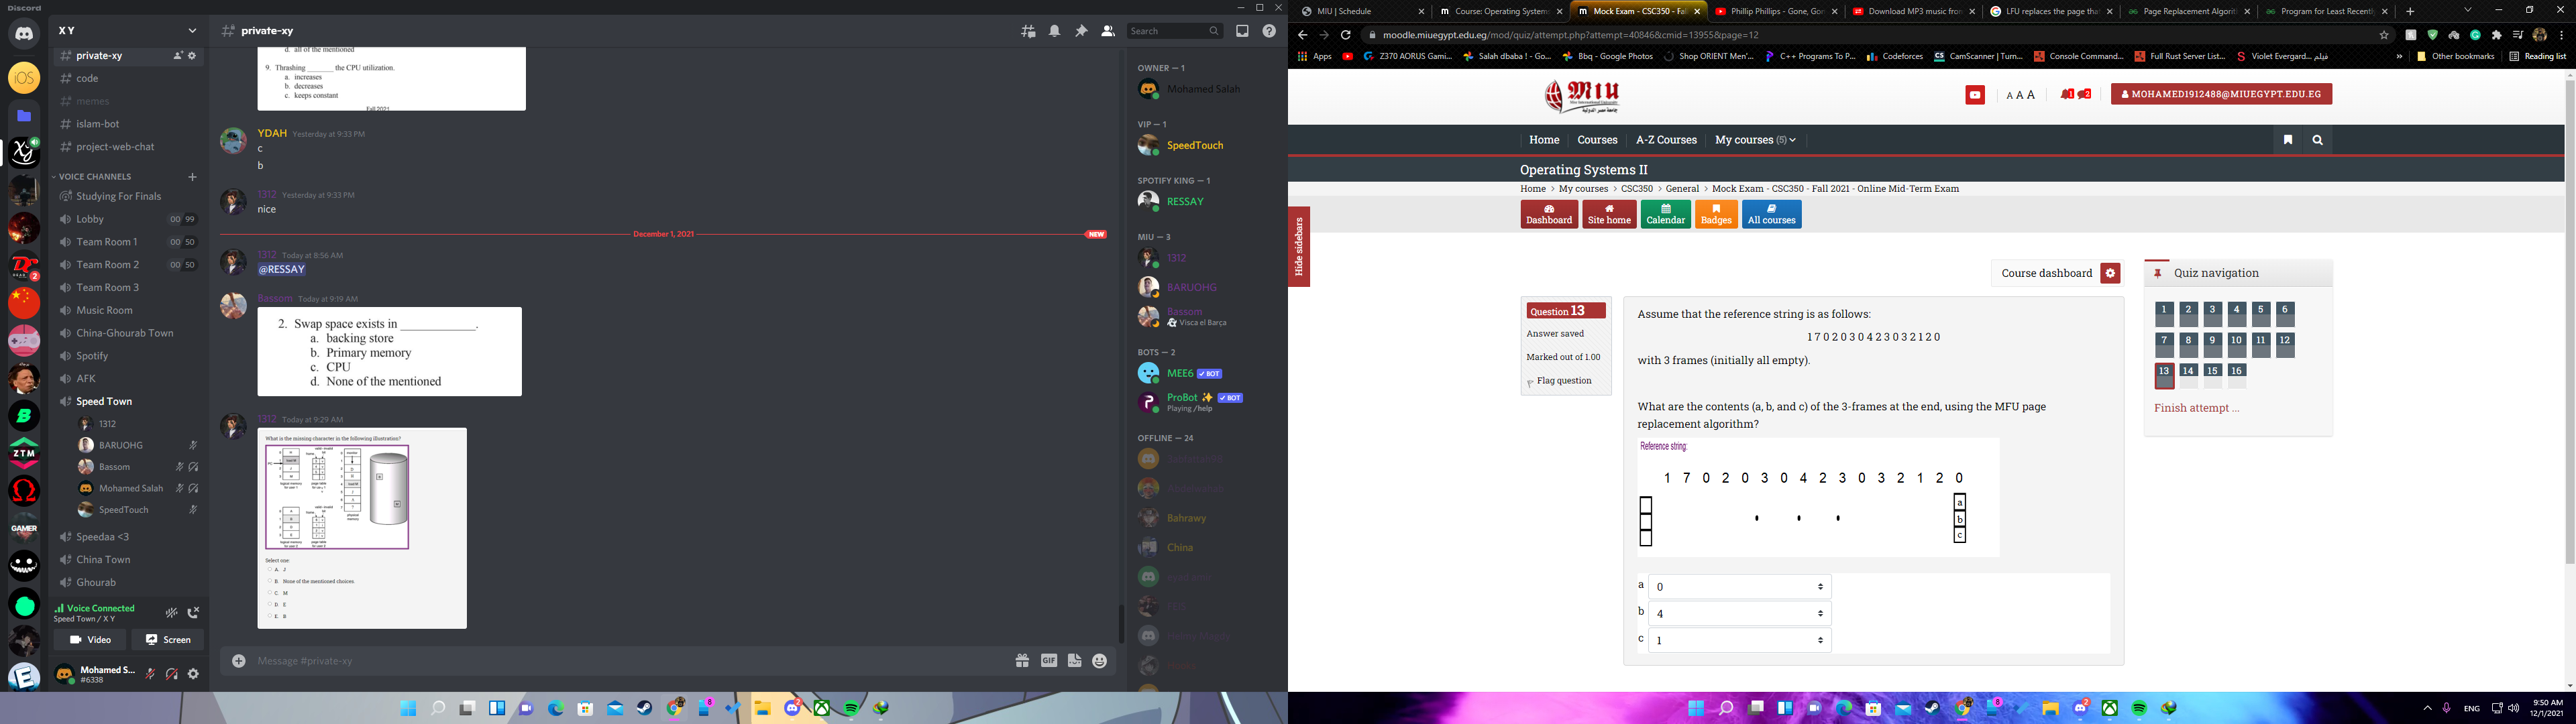 Discord
X Y
private-xy
code
memes
islam-bot
project-web-chat
VOICE CHANNELS
Studying For Finals
Lobby 00 99
Team Room 1 00 50
Team Room 2 00 50
Team Room 3
Music Room
China-Ghourab Town
Spotify
AFK
Speed Town
1312
BARUOHG
Bassom
Mohamed Salah
SpeedTouch
Speedaa <3
China Town
Ghourab
Voice Connected
Speed Town / X Y
Video Screen
Mohamed S...
#6338
private-xy
Search
d. all of the mentioned
9. Thrashing ______ the CPU utilization.
a. increases
b. decreases
c. keeps constant
Fall 2021
YDAH Yesterday at 9:33 PM
c
b
1312 Yesterday at 9:33 PM
nice
December 1, 2021 NEW
1312 Today at 8:56 AM
@RESSAY
Bassom Today at 9:19 AM
2. Swap space exists in ____________.
a. backing store
b. Primary memory
c. CPU
d. None of the mentioned
1312 Today at 9:29 AM
What is the missing character in the following illustration?
Select one:
A. J
B. None of the mentioned choices.
C. M
D. E
E. B
Message #private-xy
GIF
OWNER — 1
Mohamed Salah
VIP — 1
SpeedTouch
SPOTIFY KING — 1
RESSAY
MIU — 3
1312
BARUOHG
Bassom
Visca el Barça
BOTS — 2
MEE6 BOT
ProBot BOT
Playing /help
OFFLINE — 24
Bahrawy
China
iOS
ZTM
GAMER
MIU | Schedule
Course: Operating System
Mock Exam - CSC350 - Fal
Phillip Phillips - Gone, Gon
Download MP3 music from
LFU replaces the page tha
Page Replacement Algorit
Program for Least Recentl
moodle.miuegypt.edu.eg/mod/quiz/attempt.php?attempt=40846&cmid=13955&page=12
Apps
Z370 AORUS Gami...
Salah dbaba ! - Go...
Bbq - Google Photos
Shop ORIENT Men'...
C++ Programs To P...
Codeforces
CamScanner | Turn...
Console Command...
Full Rust Server List...
Violet Evergard... فيلم
Other bookmarks
Reading list
MIU
A A A
MOHAMED1912488@MIUEGYPT.EDU.EG
Home Courses A-Z Courses My courses (5)
Operating Systems II
Home > My courses > CSC350 > General > Mock Exam - CSC350 - Fall 2021 - Online Mid-Term Exam
Dashboard Site home Calendar Badges All courses
Hide sidebars
Course dashboard
Question 13
Answer saved
Marked out of 1.00
Flag question
Assume that the reference string is as follows:
1 7 0 2 0 3 0 4 2 3 0 3 2 1 2 0
with 3 frames (initially all empty).
What are the contents (a, b, and c) of the 3-frames at the end, using the MFU page
replacement algorithm?
Reference string:
1 7 0 2 0 3 0 4 2 3 0 3 2 1 2 0
a
b
c
a 0
b 4
c 1
Quiz navigation
1 2 3 4 5 6
7 8 9 10 11 12
13 14 15 16
Finish attempt ...
ENG
9:50 AM
12/1/2021